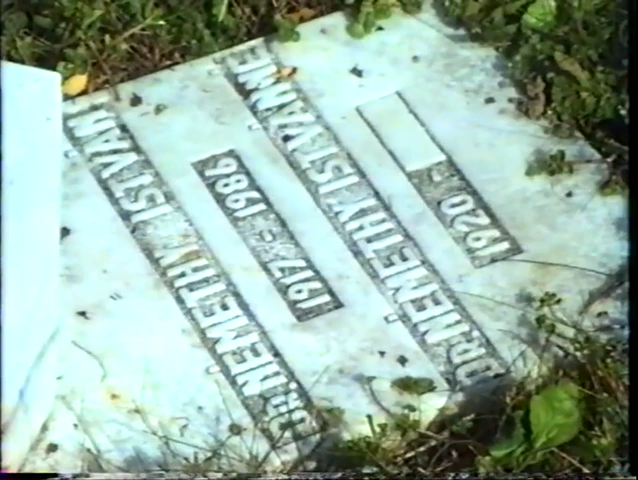 DR. NÉMETHY ISTVÁN
1917 - 1986
DR. NÉMETHY ISTVÁNNÉ
1920 -